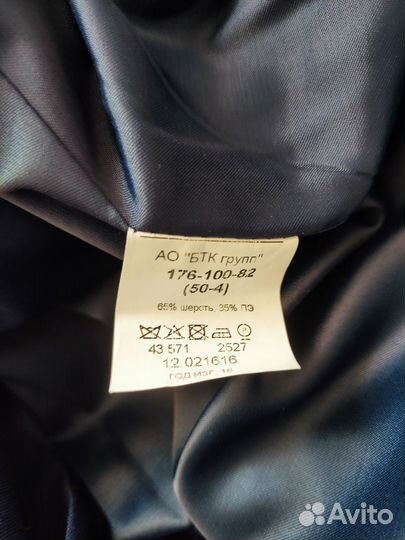 АО "БТК групп"
176-100-82
(50-4)
65% шерсть, 35% ПЭ
43 571 2527
12 021616
год изг. 16
Avito